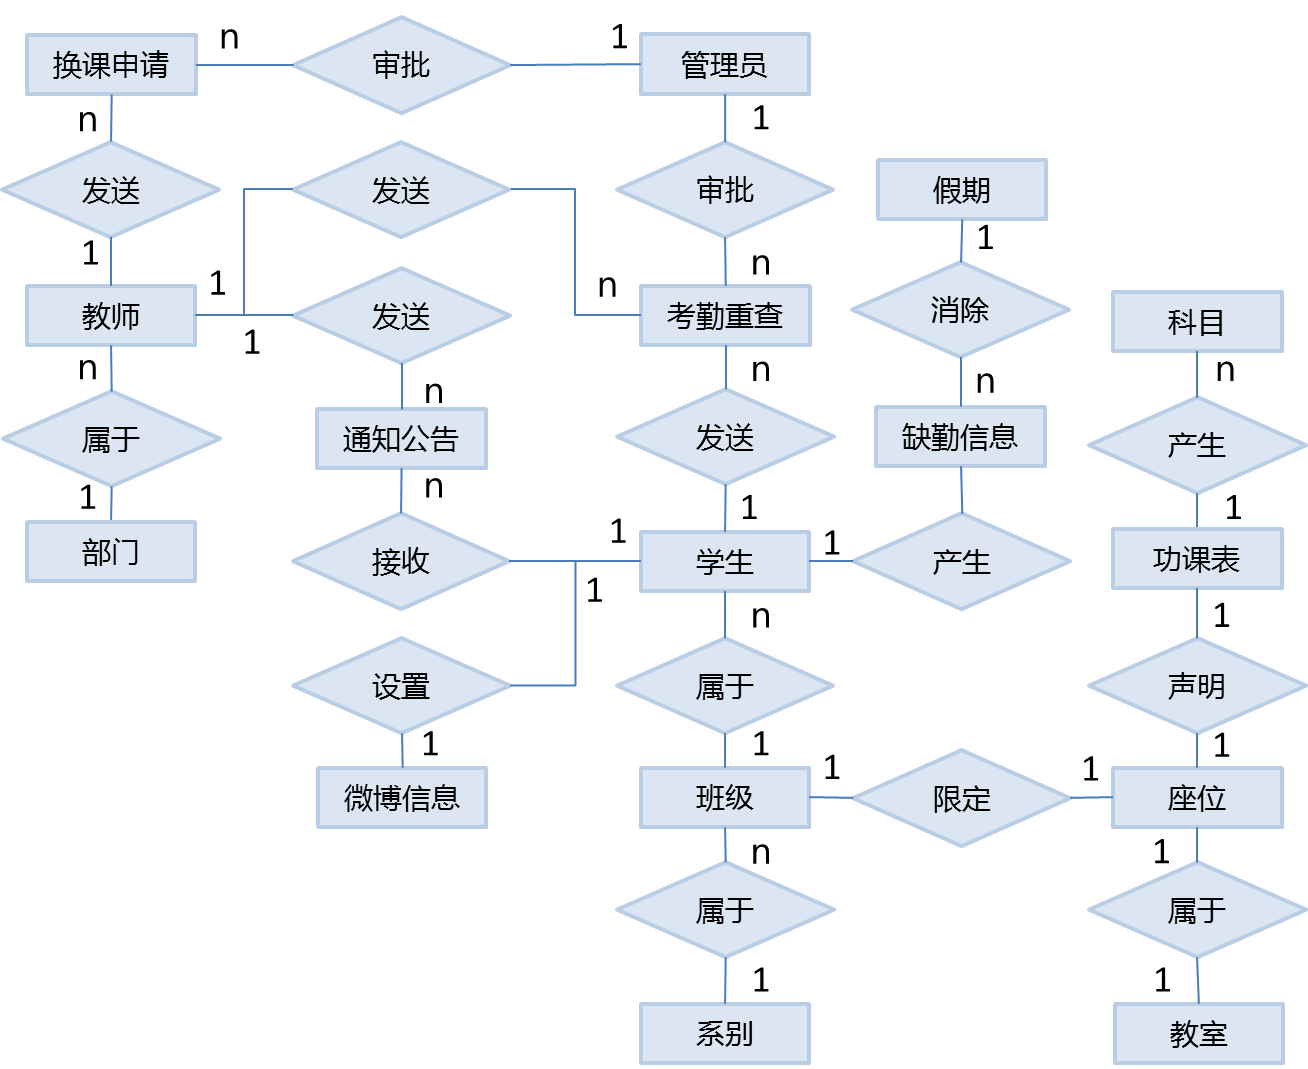 换课申请
n
审批
1
管理员
n
1
发送
发送
审批
假期
1
1
n
1
n
教师
1
发送
考勤重查
消除
科目
n
n
n
n
n
属于
通知公告
发送
缺勤信息
产生
1
n
1
1
部门
接收
1
学生
1
产生
功课表
1
n
1
设置
属于
声明
1
1
1
微博信息
班级
1
限定
1
座位
n
1
属于
属于
1
1
系别
教室